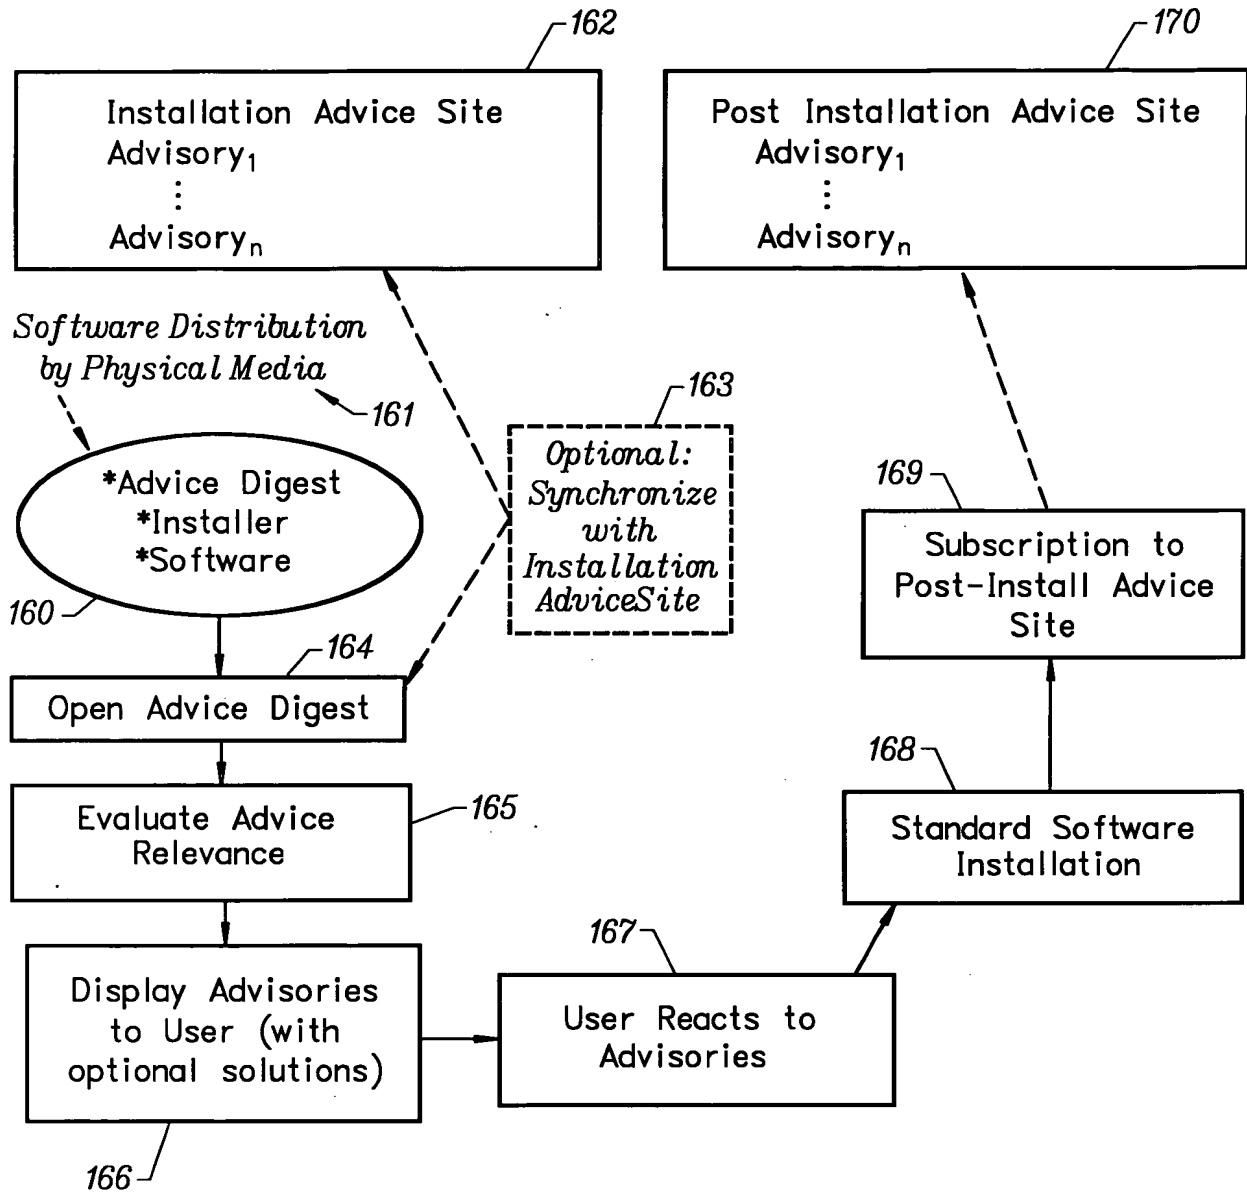 162
Installation Advice Site
Advisory1
Advisoryn
170
Post Installation Advice Site
Advisory1
Advisoryn
Software Distribution
by Physical Media
161
*Advice Digest
*Installer
*Software
160
163
Optional:
Synchronize
with
Installation
AdviceSite
164
Open Advice Digest
165
Evaluate Advice
Relevance
166
Display Advisories
to User (with
optional solutions)
167
User Reacts to
Advisories
168
Standard Software
Installation
169
Subscription to
Post-Install Advice
Site